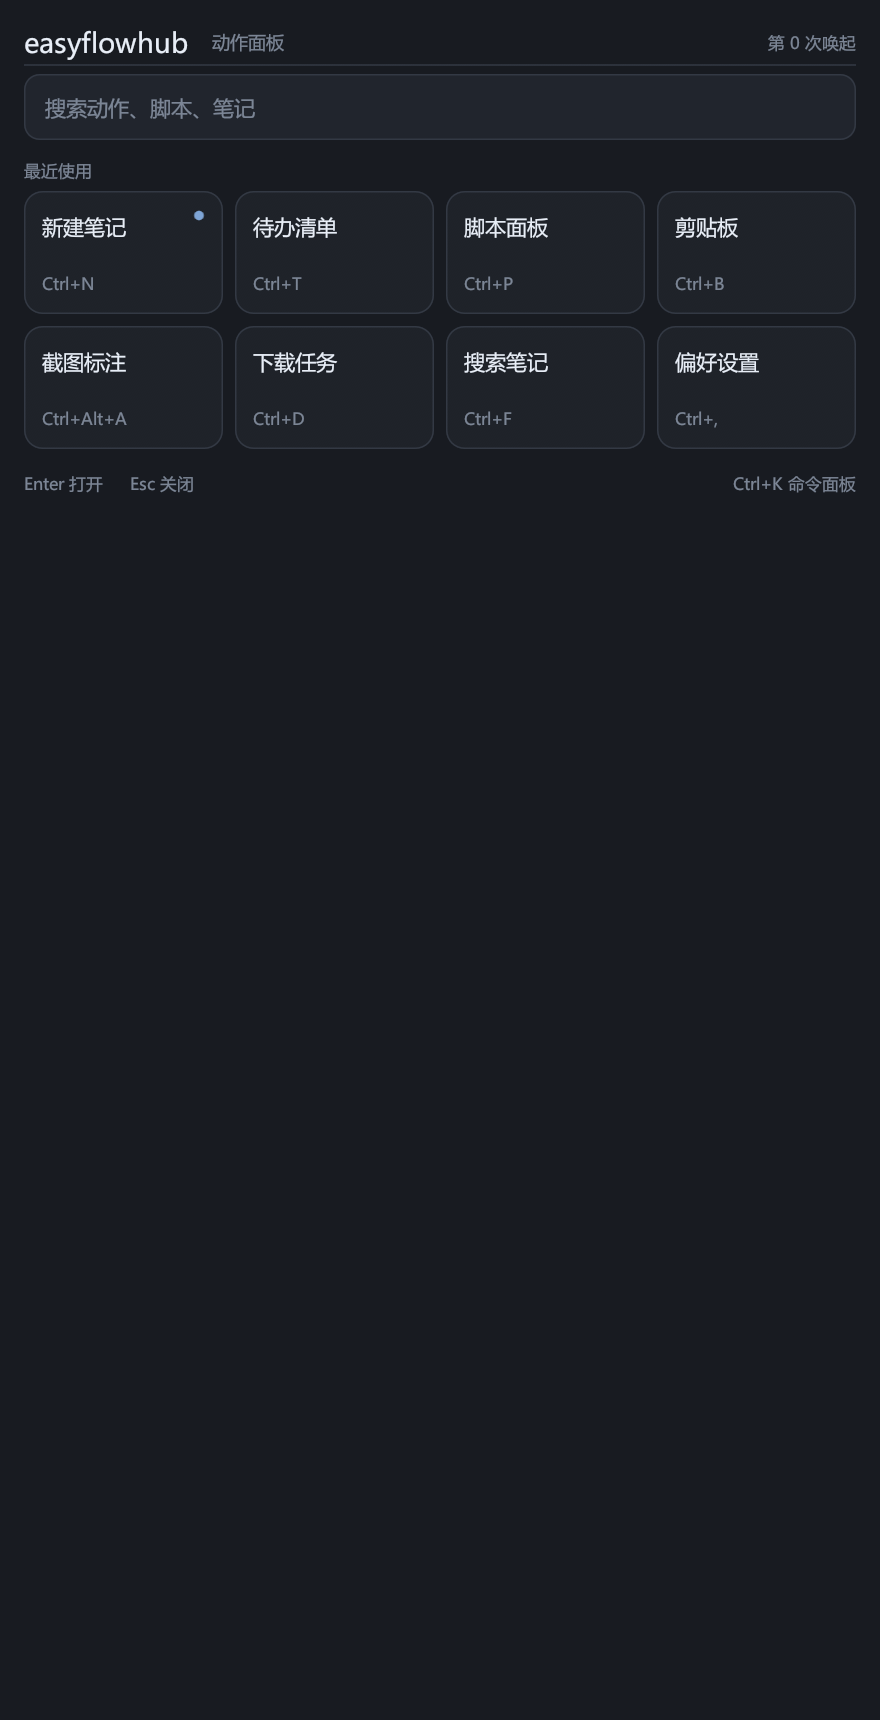 easyflowhub 动作面板 第 0 次唤起
搜索动作、脚本、笔记
最近使用
新建笔记 待办清单 脚本面板 剪贴板
Ctrl+N Ctrl+T Ctrl+P Ctrl+B
截图标注 下载任务 搜索笔记 偏好设置
Ctrl+Alt+A Ctrl+D Ctrl+F Ctrl+,
Enter 打开 Esc 关闭 Ctrl+K 命令面板